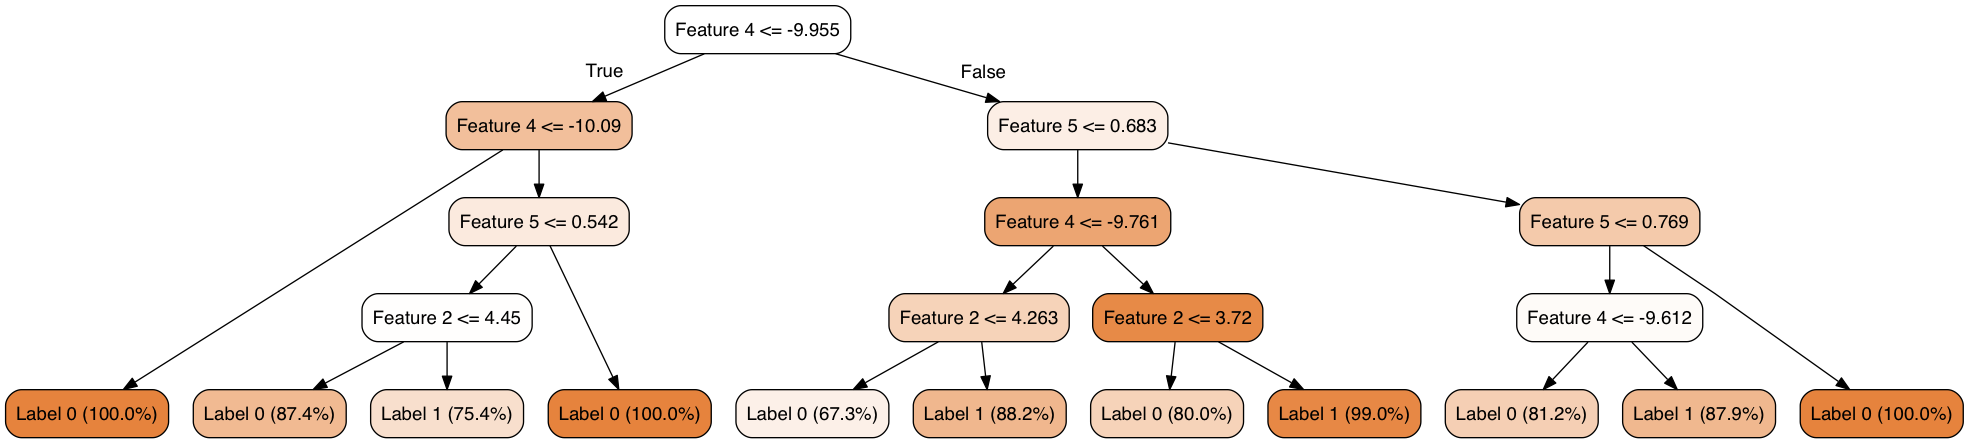 Feature 4 <= -9.955
True
False
Feature 4 <= -10.09
Feature 5 <= 0.683
Feature 5 <= 0.542
Feature 4 <= -9.761
Feature 5 <= 0.769
Feature 2 <= 4.45
Feature 2 <= 4.263
Feature 2 <= 3.72
Feature 4 <= -9.612
Label 0 (100.0%)
Label 0 (87.4%)
Label 1 (75.4%)
Label 0 (100.0%)
Label 0 (67.3%)
Label 1 (88.2%)
Label 0 (80.0%)
Label 1 (99.0%)
Label 0 (81.2%)
Label 1 (87.9%)
Label 0 (100.0%)